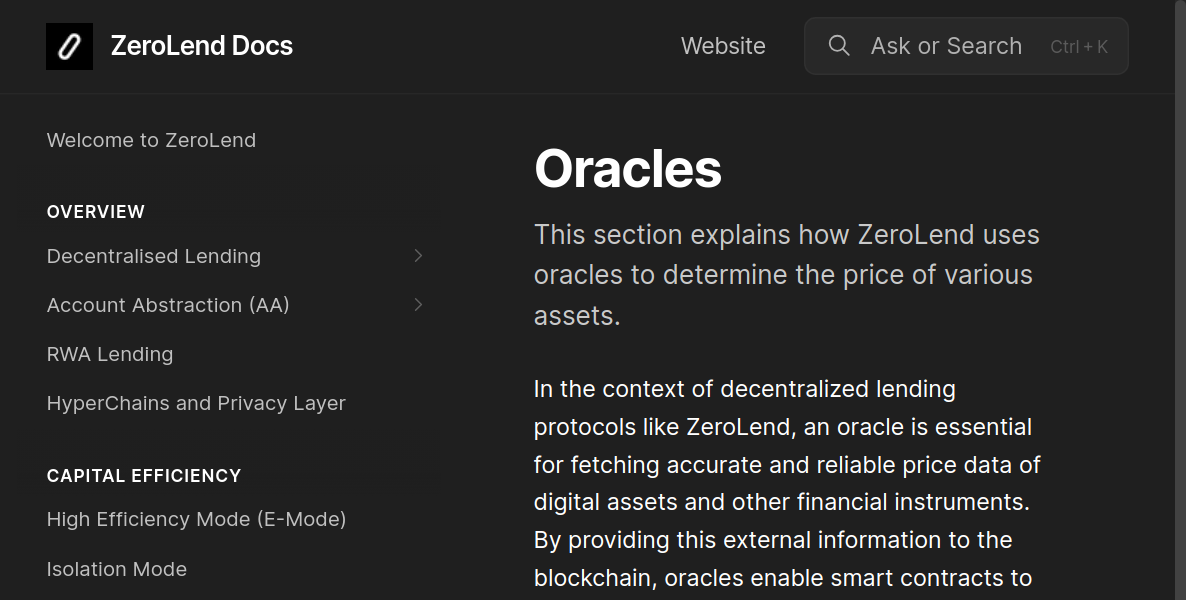 ZeroLend Docs
Website
Ask or Search
Ctrl + K
Welcome to ZeroLend
OVERVIEW
Decentralised Lending
Account Abstraction (AA)
RWA Lending
HyperChains and Privacy Layer
CAPITAL EFFICIENCY
High Efficiency Mode (E-Mode)
Isolation Mode
Oracles
This section explains how ZeroLend uses
oracles to determine the price of various
assets.
In the context of decentralized lending
protocols like ZeroLend, an oracle is essential
for fetching accurate and reliable price data of
digital assets and other financial instruments.
By providing this external information to the
blockchain, oracles enable smart contracts to